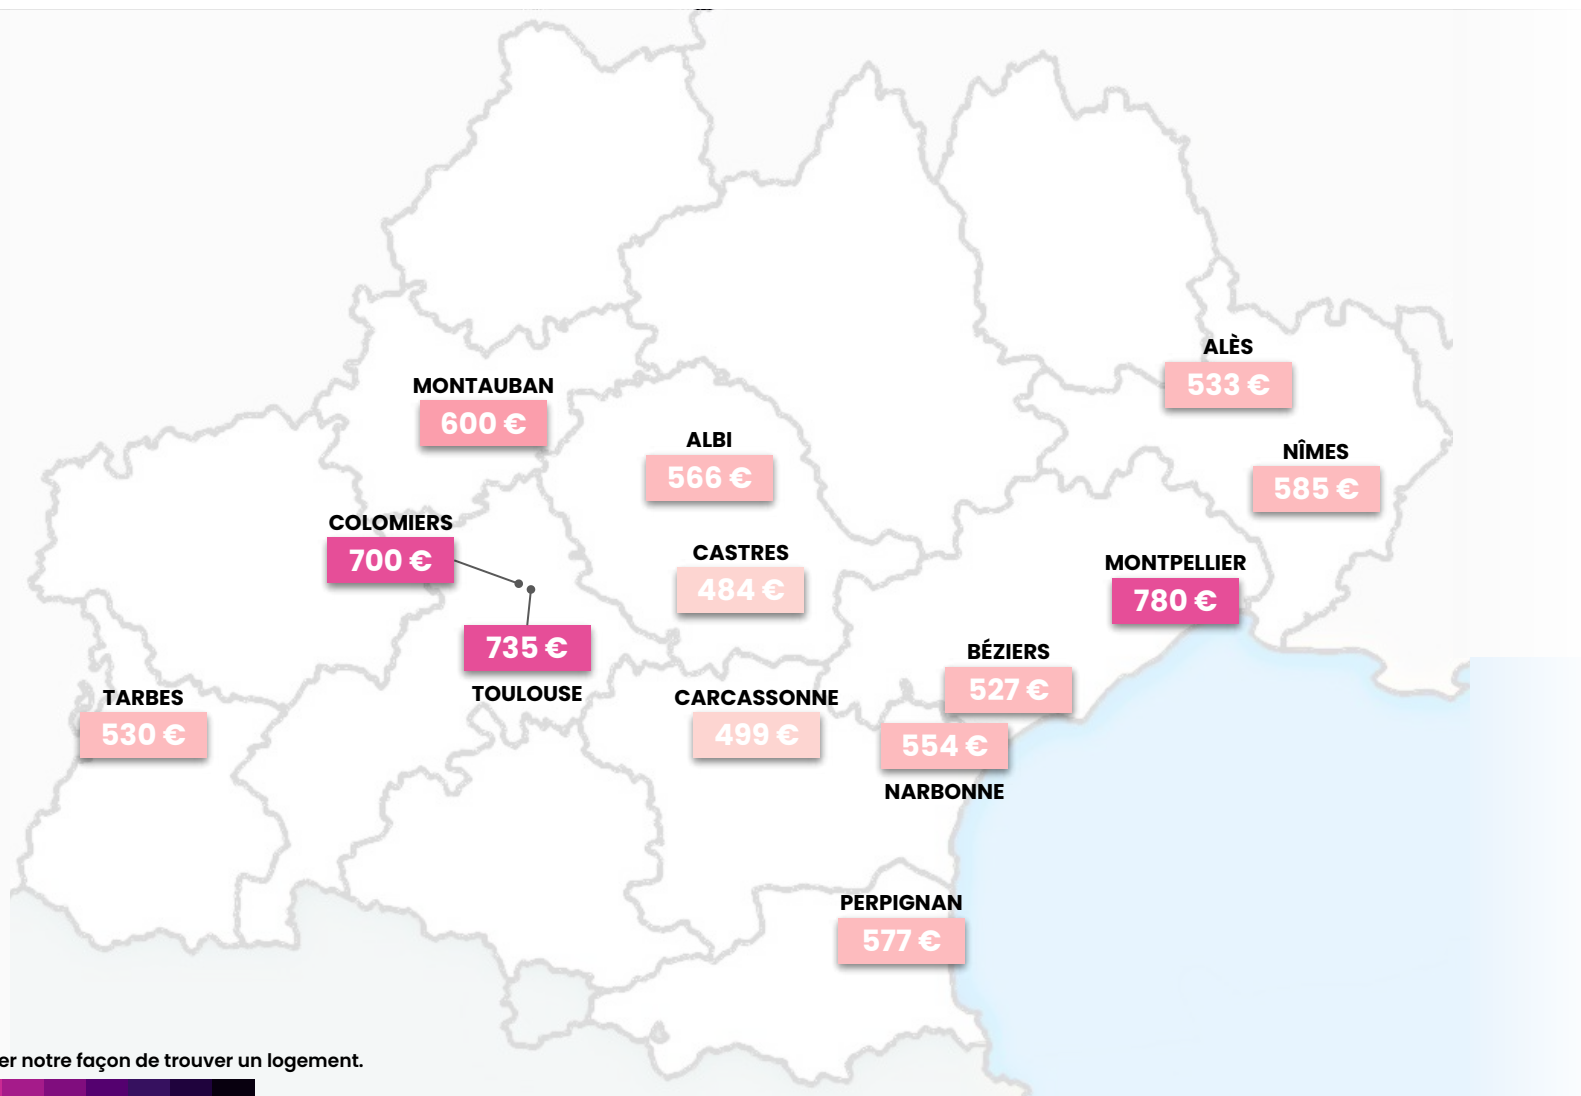 ALÈS
533 €
MONTAUBAN
600 €
ALBI
566 €
NÎMES
585 €
COLOMIERS
700 €
CASTRES
484 €
MONTPELLIER
780 €
735 €
TOULOUSE
BÉZIERS
527 €
TARBES
530 €
CARCASSONNE
499 €
554 €
NARBONNE
PERPIGNAN
577 €
er notre façon de trouver un logement.